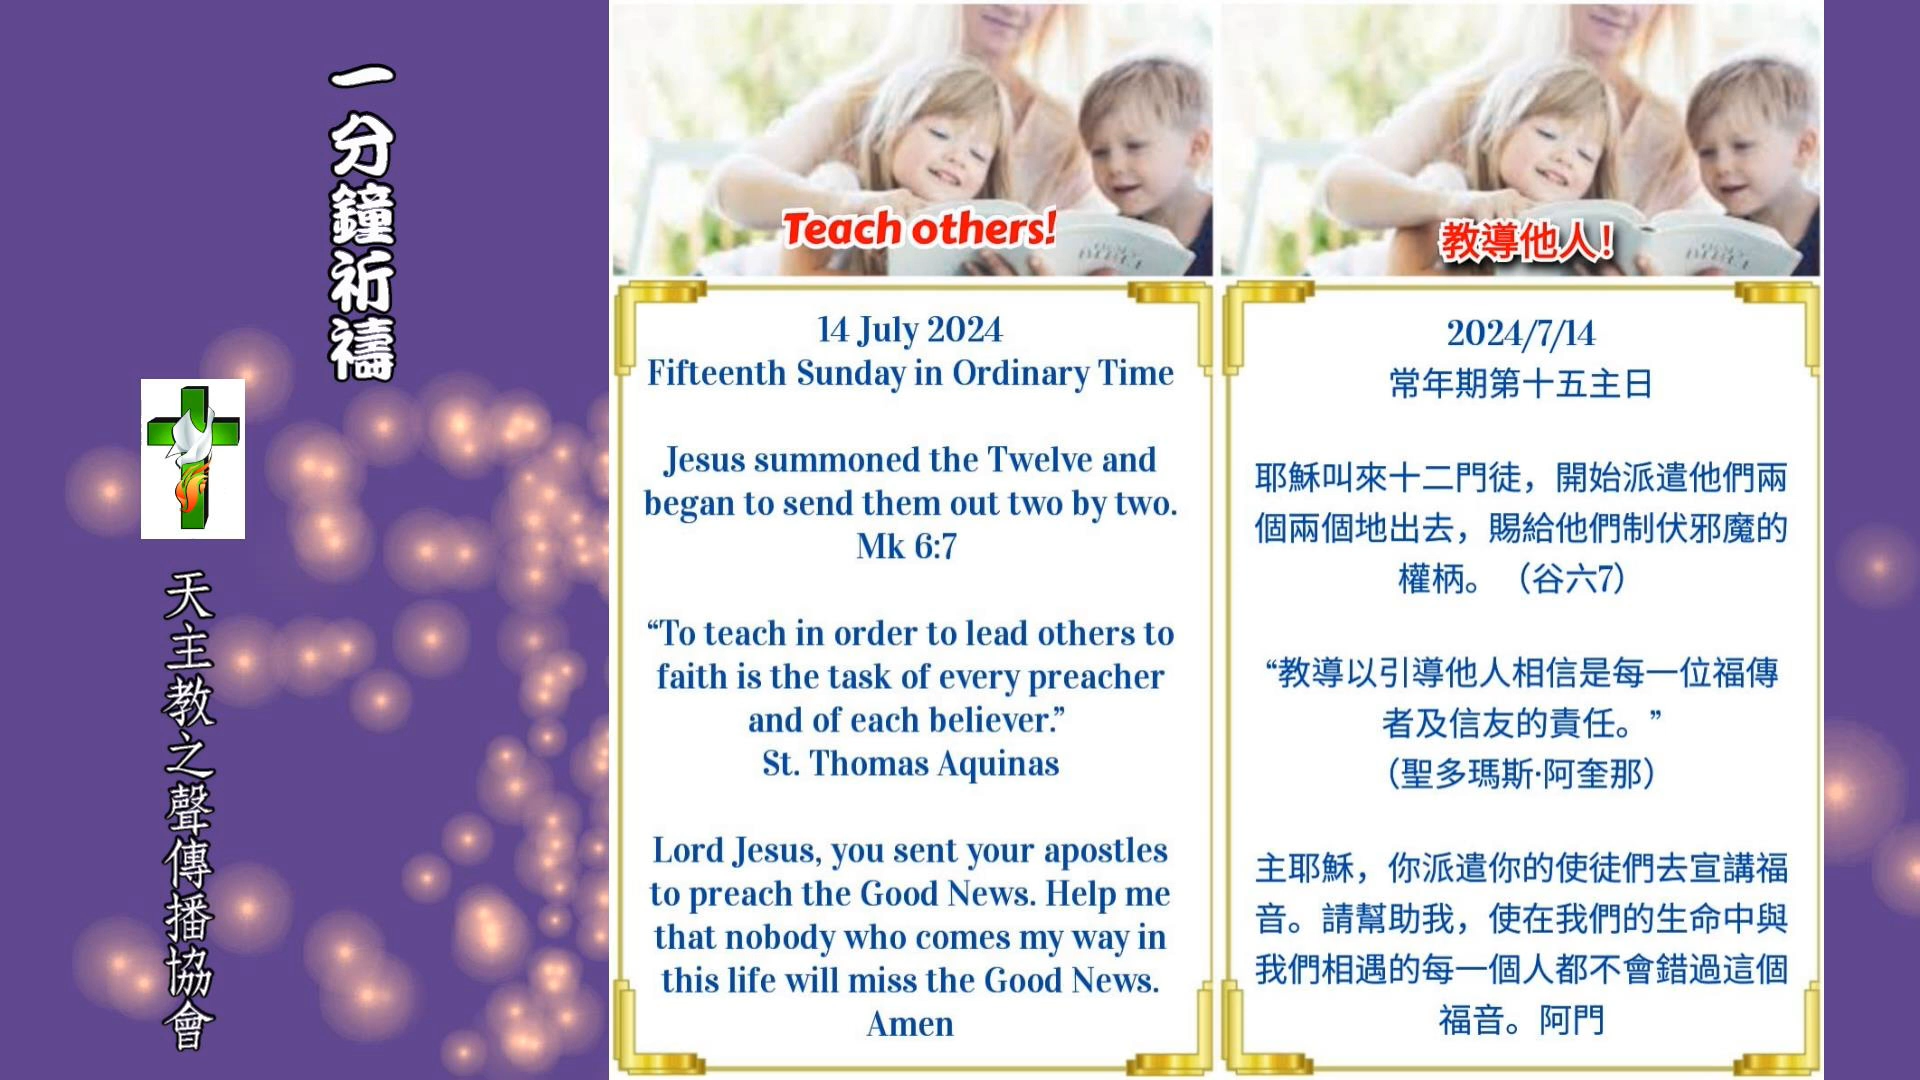 一分鐘祈禱
天主教之聲傳播協會
Teach others!
14 July 2024
Fifteenth Sunday in Ordinary Time
Jesus summoned the Twelve and
began to send them out two by two.
Mk 6:7
“To teach in order to lead others to
faith is the task of every preacher
and of each believer.”
St. Thomas Aquinas
Lord Jesus, you sent your apostles
to preach the Good News. Help me
that nobody who comes my way in
this life will miss the Good News.
Amen
教導他人！
2024/7/14
常年期第十五主日
耶穌叫來十二門徒，開始派遣他們兩
個兩個地出去，賜給他們制伏邪魔的
權柄。（谷六7）
“教導以引導他人相信是每一位福傳
者及信友的責任。”
（聖多瑪斯·阿奎那）
主耶穌，你派遣你的使徒們去宣講福
音。請幫助我，使在我們的生命中與
我們相遇的每一個人都不會錯過這個
福音。阿門